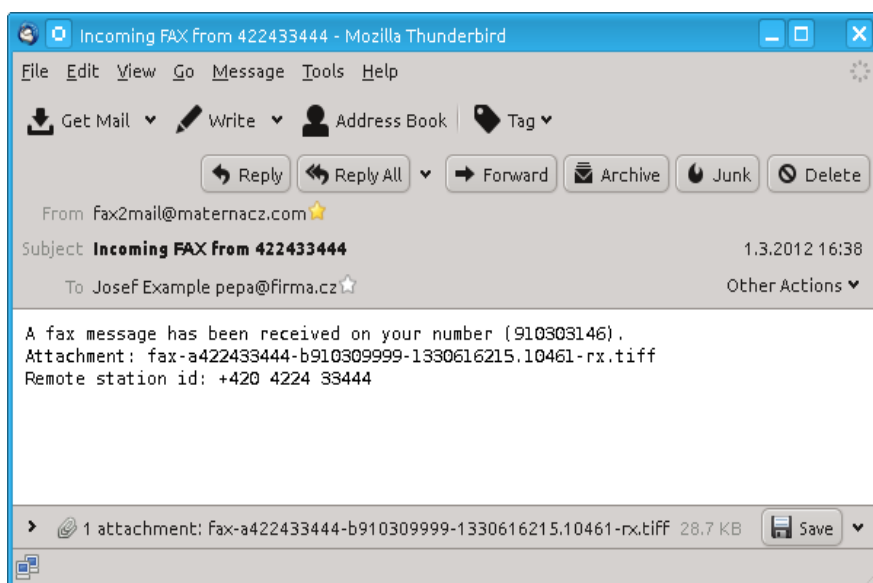 Incoming FAX from 422433444 - Mozilla Thunderbird
File Edit View Go Message Tools Help
Get Mail Write Address Book Tag
Reply Reply All Forward Archive Junk Delete
From fax2mail@maternacz.com
Subject Incoming FAX from 422433444 1.3.2012 16:38
To Josef Example pepa@firma.cz Other Actions
A fax message has been received on your number (910303146).
Attachment: fax-a422433444-b910309999-1330616215.10461-rx.tiff
Remote station id: +420 4224 33444
1 attachment: fax-a422433444-b910309999-1330616215.10461-rx.tiff 28.7 KB Save